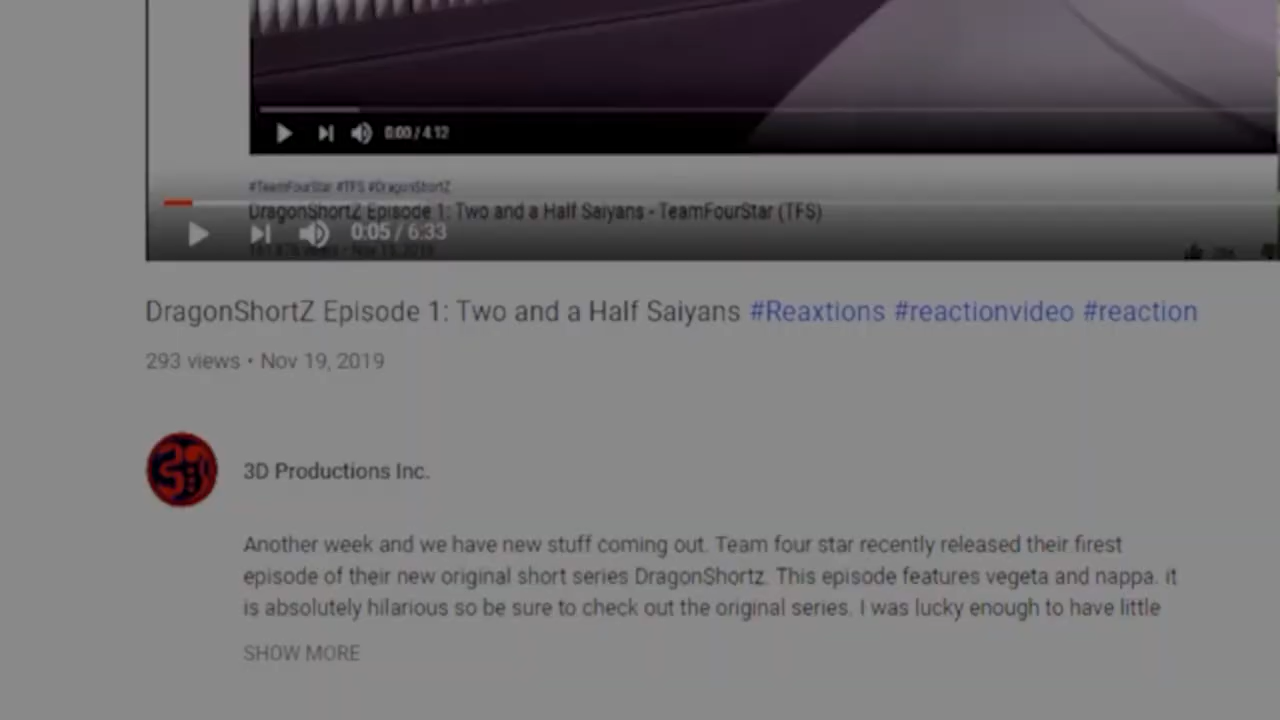 0:00 / 4:12
#TeamFourStar #TFS #DragonShortZ
DragonShortZ Episode 1: Two and a Half Saiyans - TeamFourStar (TFS)
0:05 / 6:33
DragonShortZ Episode 1: Two and a Half Saiyans #Reaxtions #reactionvideo #reaction
293 views • Nov 19, 2019
3D Productions Inc.
Another week and we have new stuff coming out. Team four star recently released their firest
episode of their new original short series DragonShortz. This episode features vegeta and nappa. it
is absolutely hilarious so be sure to check out the original series. I was lucky enough to have little
SHOW MORE